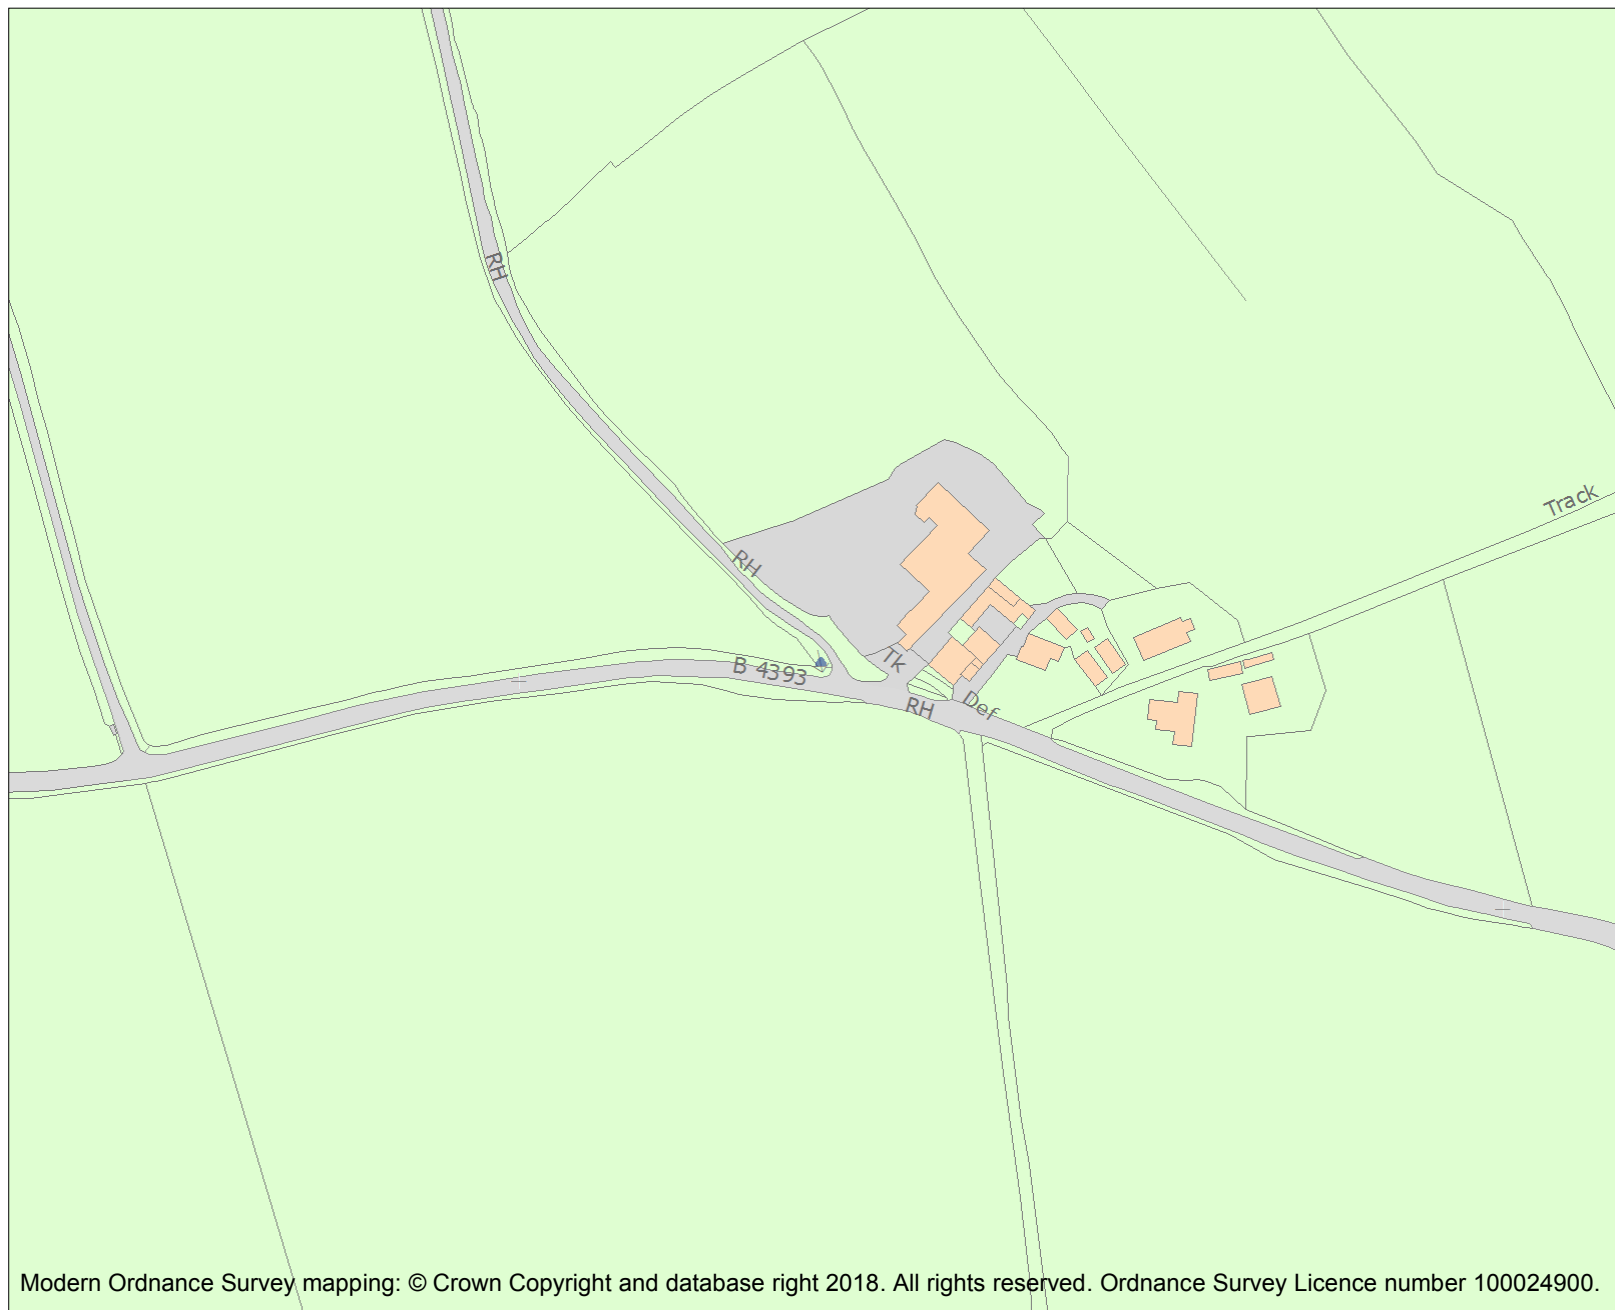 RH
Track
RH
Tk
B 4393
RH
Def
Modern Ordnance Survey mapping: © Crown Copyright and database right 2018. All rights reserved. Ordnance Survey Licence number 100024900.